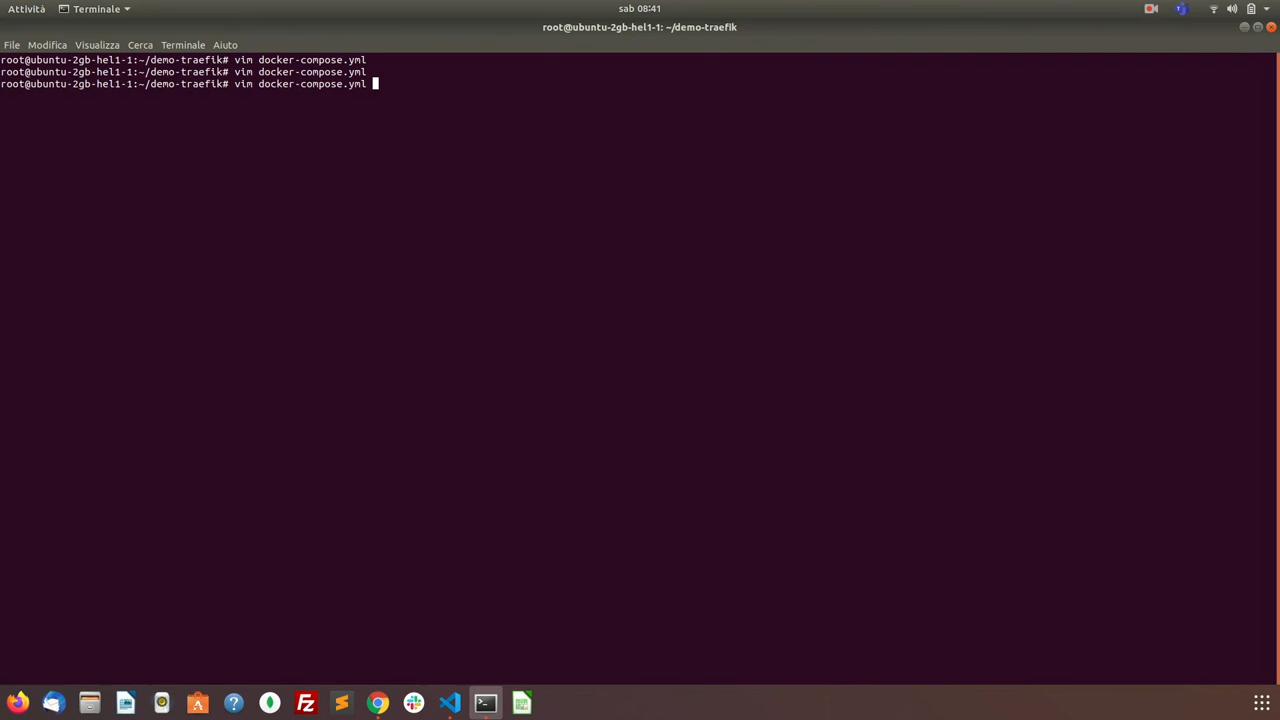 Attività Terminale sab 08:41
root@ubuntu-2gb-hel1-1: ~/demo-traefik
File Modifica Visualizza Cerca Terminale Aiuto
root@ubuntu-2gb-hel1-1:~/demo-traefik# vim docker-compose.yml
root@ubuntu-2gb-hel1-1:~/demo-traefik# vim docker-compose.yml
root@ubuntu-2gb-hel1-1:~/demo-traefik# vim docker-compose.yml